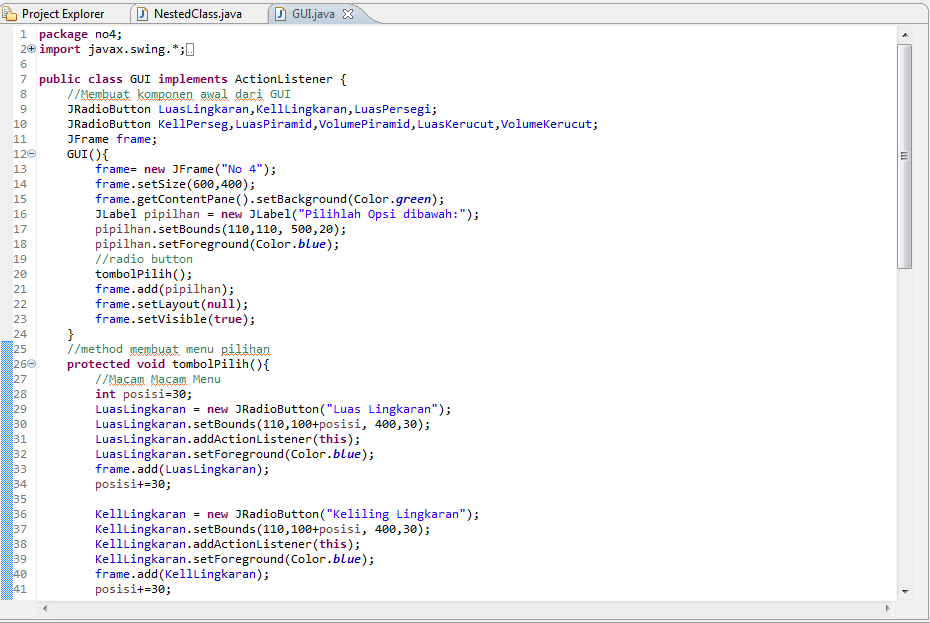 Project Explorer NestedClass.java GUI.java
1 package no4;
2 import javax.swing.*;
6
7 public class GUI implements ActionListener {
8 //Membuat komponen awal dari GUI
9 JRadioButton LuasLingkaran,KellLingkaran,LuasPersegi;
10 JRadioButton KellPerseg,LuasPiramid,VolumePiramid,LuasKerucut,VolumeKerucut;
11 JFrame frame;
12 GUI(){
13 frame= new JFrame("No 4");
14 frame.setSize(600,400);
15 frame.getContentPane().setBackground(Color.green);
16 JLabel pipilhan = new JLabel("Pilihlah Opsi dibawah:");
17 pipilhan.setBounds(110,110, 500,20);
18 pipilhan.setForeground(Color.blue);
19 //radio button
20 tombolPilih();
21 frame.add(pipilhan);
22 frame.setLayout(null);
23 frame.setVisible(true);
24 }
25 //method membuat menu pilihan
26 protected void tombolPilih(){
27 //Macam Macam Menu
28 int posisi=30;
29 LuasLingkaran = new JRadioButton("Luas Lingkaran");
30 LuasLingkaran.setBounds(110,100+posisi, 400,30);
31 LuasLingkaran.addActionListener(this);
32 LuasLingkaran.setForeground(Color.blue);
33 frame.add(LuasLingkaran);
34 posisi+=30;
35
36 KellLingkaran = new JRadioButton("Keliling Lingkaran");
37 KellLingkaran.setBounds(110,100+posisi, 400,30);
38 KellLingkaran.addActionListener(this);
39 KellLingkaran.setForeground(Color.blue);
40 frame.add(KellLingkaran);
41 posisi+=30;